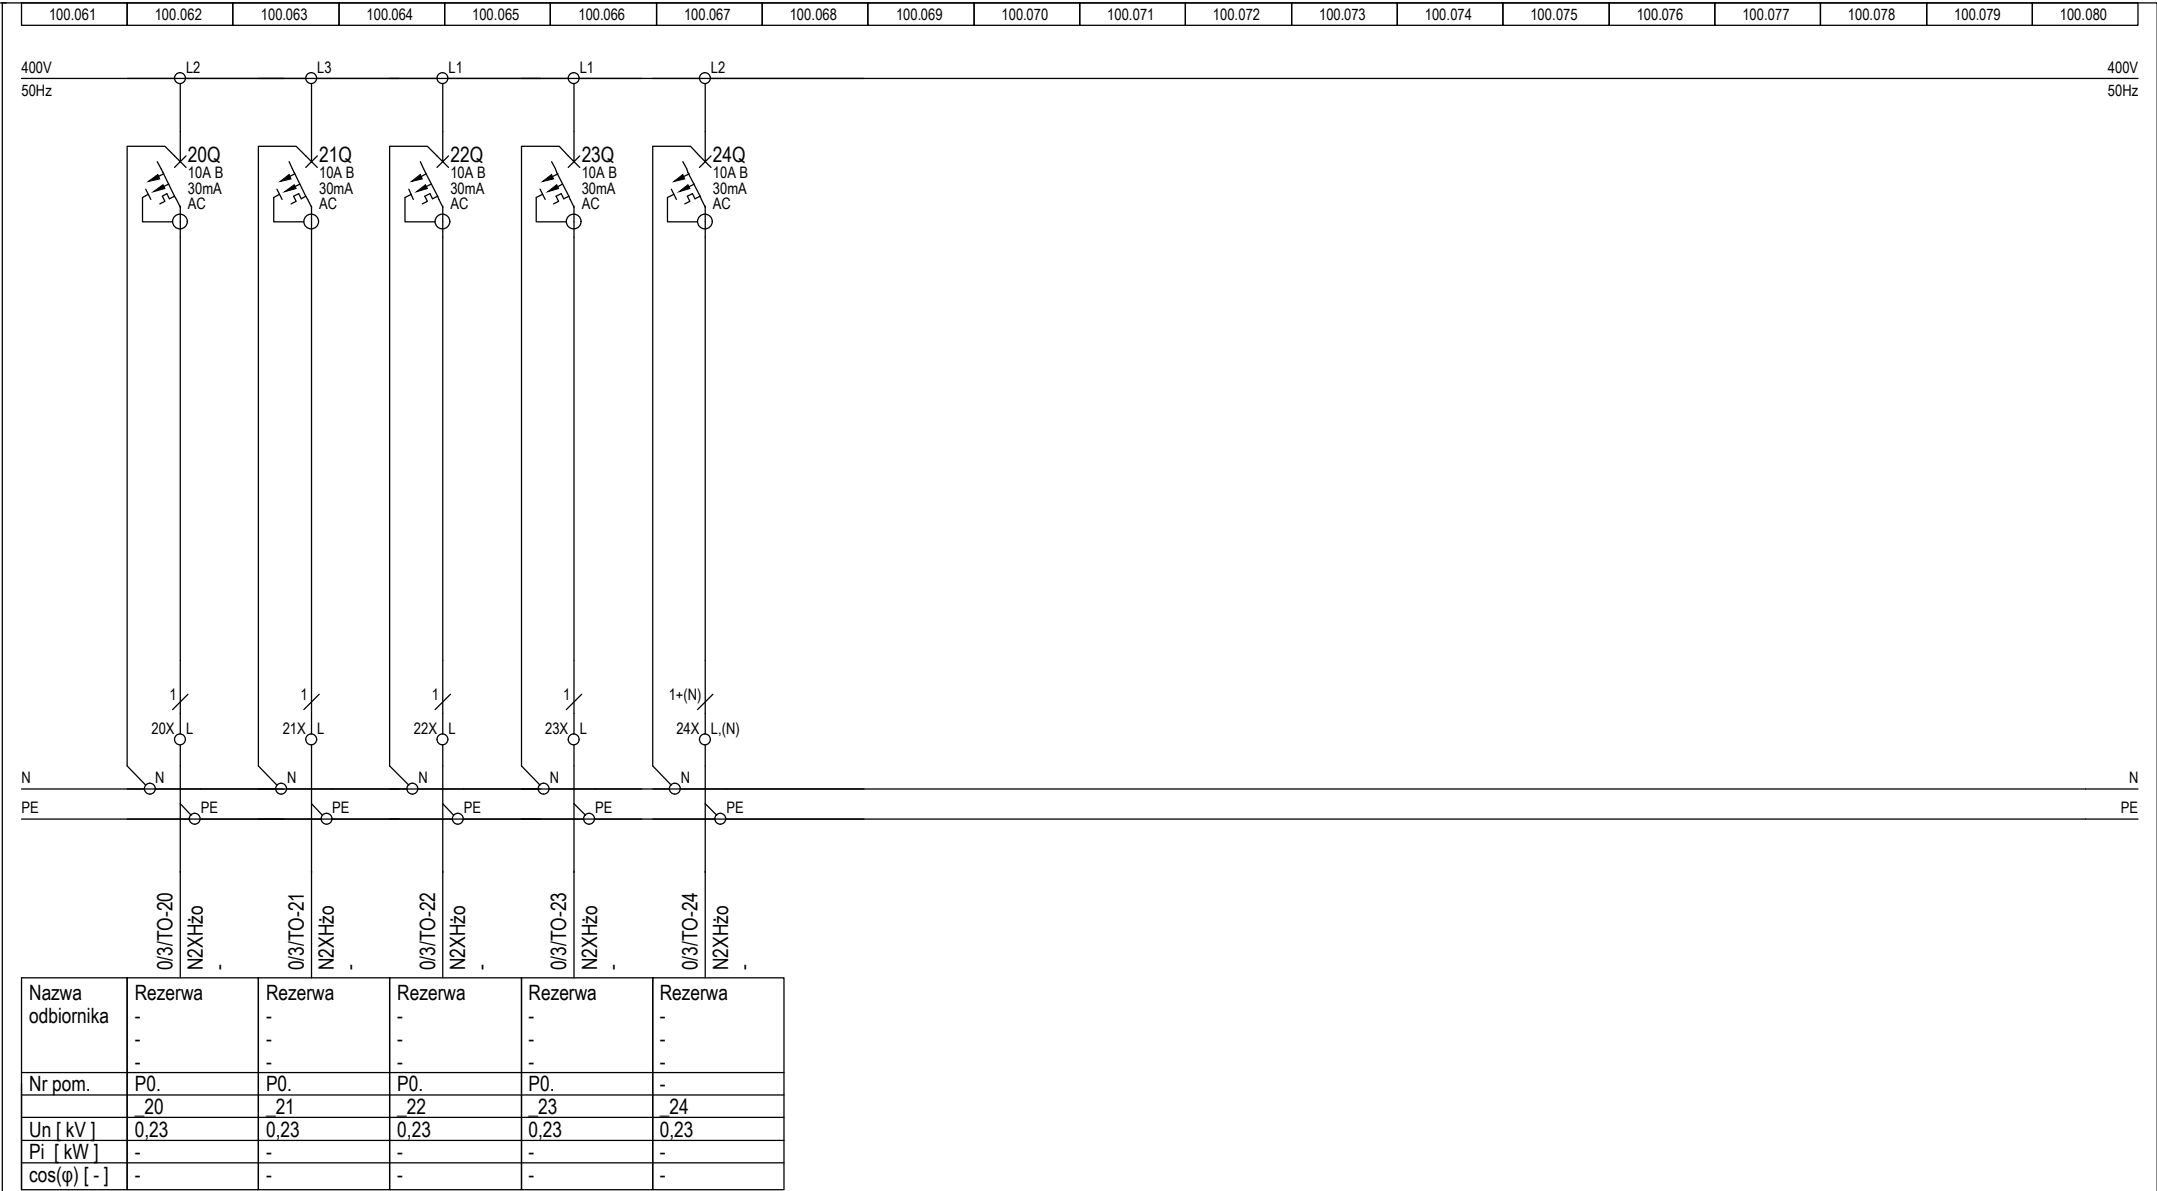 100.061 100.062 100.063 100.064 100.065 100.066 100.067 100.068 100.069 100.070 100.071 100.072 100.073 100.074 100.075 100.076 100.077 100.078 100.079 100.080
400V L2 L3 L1 L1 L2 400V
50Hz 50Hz
20Q 21Q 22Q 23Q 24Q
10A B 10A B 10A B 10A B 10A B
30mA 30mA 30mA 30mA 30mA
AC AC AC AC AC
1 1 1 1 1+(N)
20X L 21X L 22X L 23X L 24X L,(N)
N N N N N N N
PE PE PE PE PE PE PE
0/3/TO-20 0/3/TO-21 0/3/TO-22 0/3/TO-23 0/3/TO-24
N2XHżo N2XHżo N2XHżo N2XHżo N2XHżo
- - - - -
Nazwa Rezerwa Rezerwa Rezerwa Rezerwa Rezerwa
odbiornika - - - - -
- - - - -
- - - - -
Nr pom. P0. P0. P0. P0. -
_20 _21 _22 _23 _24
Un [ kV ] 0,23 0,23 0,23 0,23 0,23
Pi [ kW ] - - - - -
cos(φ) [ - ] - - - - -